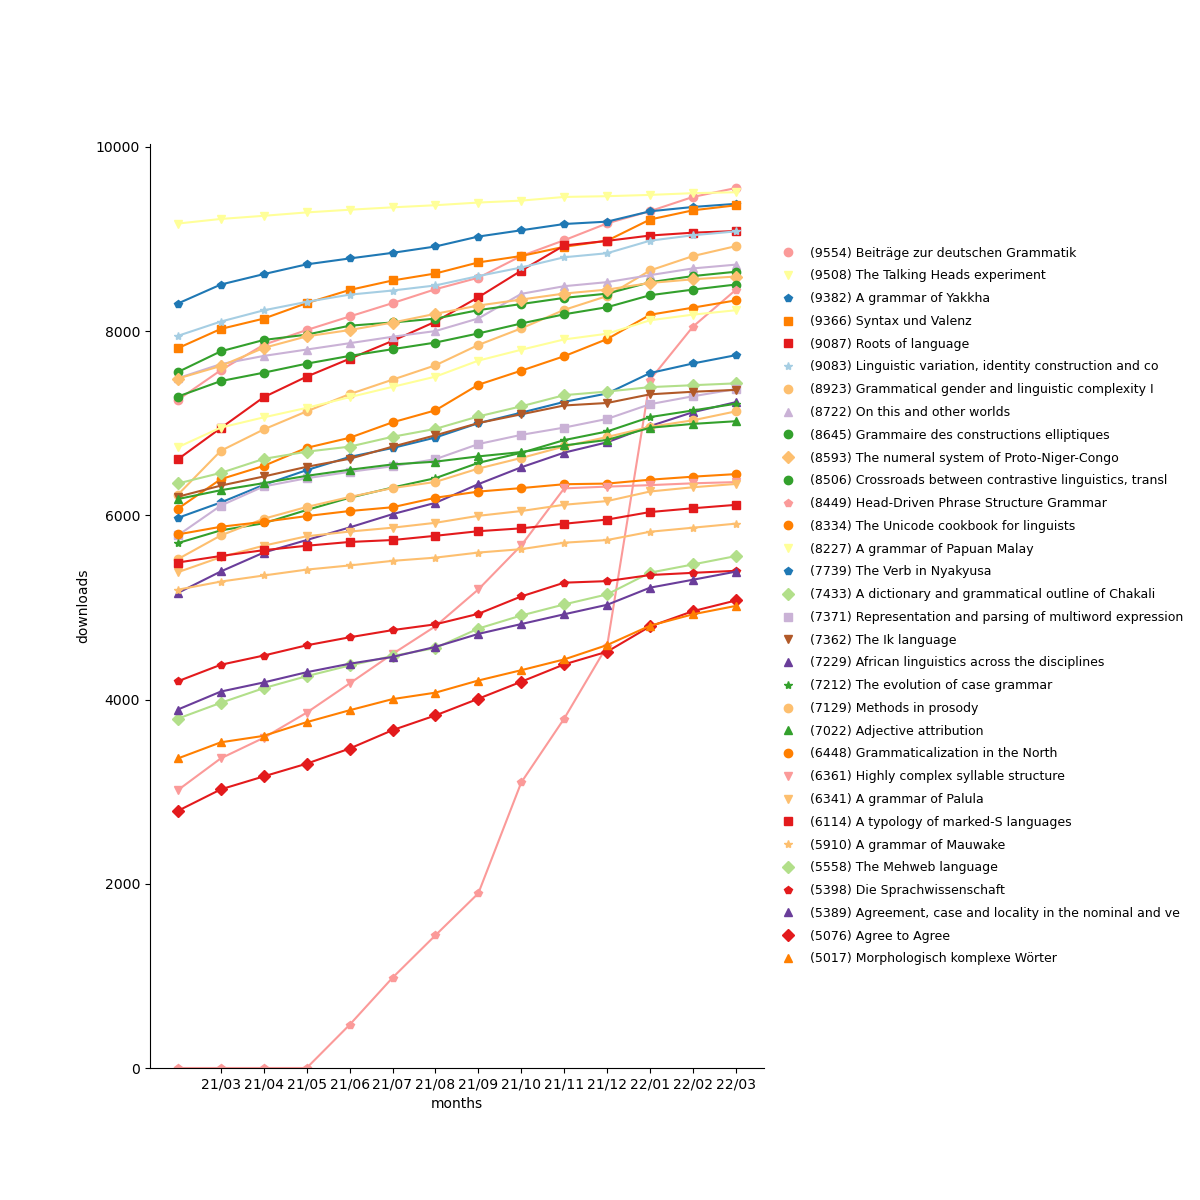 10000
8000
6000
4000
2000
0
downloads
21/03 21/04 21/05 21/06 21/07 21/08 21/09 21/10 21/11 21/12 22/01 22/02 22/03
months
(9554) Beiträge zur deutschen Grammatik
(9508) The Talking Heads experiment
(9382) A grammar of Yakkha
(9366) Syntax und Valenz
(9087) Roots of language
(9083) Linguistic variation, identity construction and co
(8923) Grammatical gender and linguistic complexity I
(8722) On this and other worlds
(8645) Grammaire des constructions elliptiques
(8593) The numeral system of Proto-Niger-Congo
(8506) Crossroads between contrastive linguistics, transl
(8449) Head-Driven Phrase Structure Grammar
(8334) The Unicode cookbook for linguists
(8227) A grammar of Papuan Malay
(7739) The Verb in Nyakyusa
(7433) A dictionary and grammatical outline of Chakali
(7371) Representation and parsing of multiword expression
(7362) The Ik language
(7229) African linguistics across the disciplines
(7212) The evolution of case grammar
(7129) Methods in prosody
(7022) Adjective attribution
(6448) Grammaticalization in the North
(6361) Highly complex syllable structure
(6341) A grammar of Palula
(6114) A typology of marked-S languages
(5910) A grammar of Mauwake
(5558) The Mehweb language
(5398) Die Sprachwissenschaft
(5389) Agreement, case and locality in the nominal and ve
(5076) Agree to Agree
(5017) Morphologisch komplexe Wörter